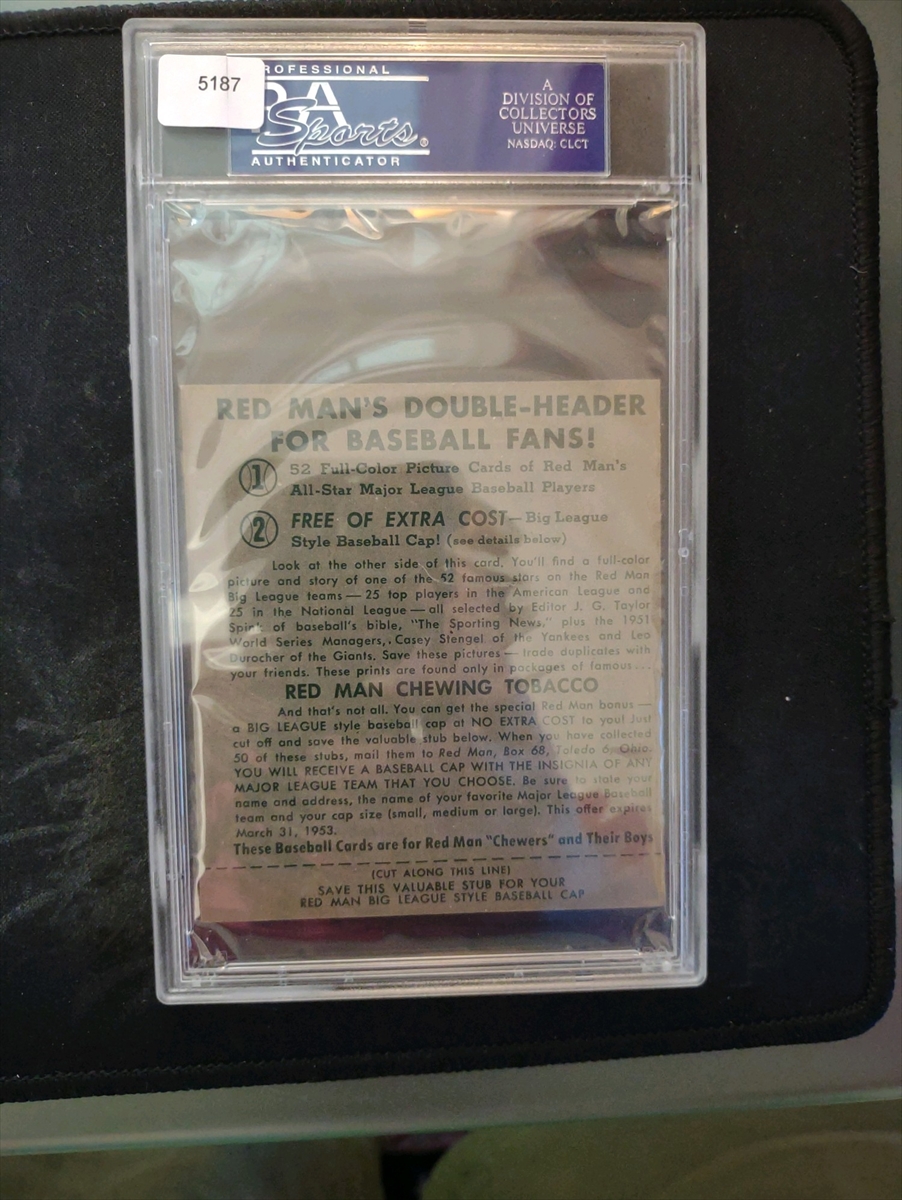 5187
PROFESSIONAL
Sports®
AUTHENTICATOR
A
DIVISION OF
COLLECTORS
UNIVERSE
NASDAQ: CLCT
RED MAN'S DOUBLE-HEADER
FOR BASEBALL FANS!
1 52 Full-Color Picture Cards of Red Man's
All-Star Major League Baseball Players
2 FREE OF EXTRA COST—Big League
Style Baseball Cap! (see details below)
Look at the other side of this card. You'll find a full-color
picture and story of one of the 52 famous stars on the Red Man
Big League teams — 25 top players in the American League and
25 in the National League — all selected by Editor J. G. Taylor
Spink of baseball's bible, "The Sporting News," plus the 1951
World Series Managers, Casey Stengel of the Yankees and Leo
Durocher of the Giants. Save these pictures — trade duplicates with
your friends. These prints are found only in packages of famous ...
RED MAN CHEWING TOBACCO
And that's not all. You can get the special Red Man bonus —
a BIG LEAGUE style baseball cap at NO EXTRA COST to you! Just
cut off and save the valuable stub below. When you have collected
50 of these stubs, mail them to Red Man, Box 68, Toledo 6, Ohio.
YOU WILL RECEIVE A BASEBALL CAP WITH THE INSIGNIA OF ANY
MAJOR LEAGUE TEAM THAT YOU CHOOSE. Be sure to state your
name and address, the name of your favorite Major League Baseball
team and your cap size (small, medium or large). This offer expires
March 31, 1953.
These Baseball Cards are for Red Man "Chewers" and Their Boys
(CUT ALONG THIS LINE)
SAVE THIS VALUABLE STUB FOR YOUR
RED MAN BIG LEAGUE STYLE BASEBALL CAP